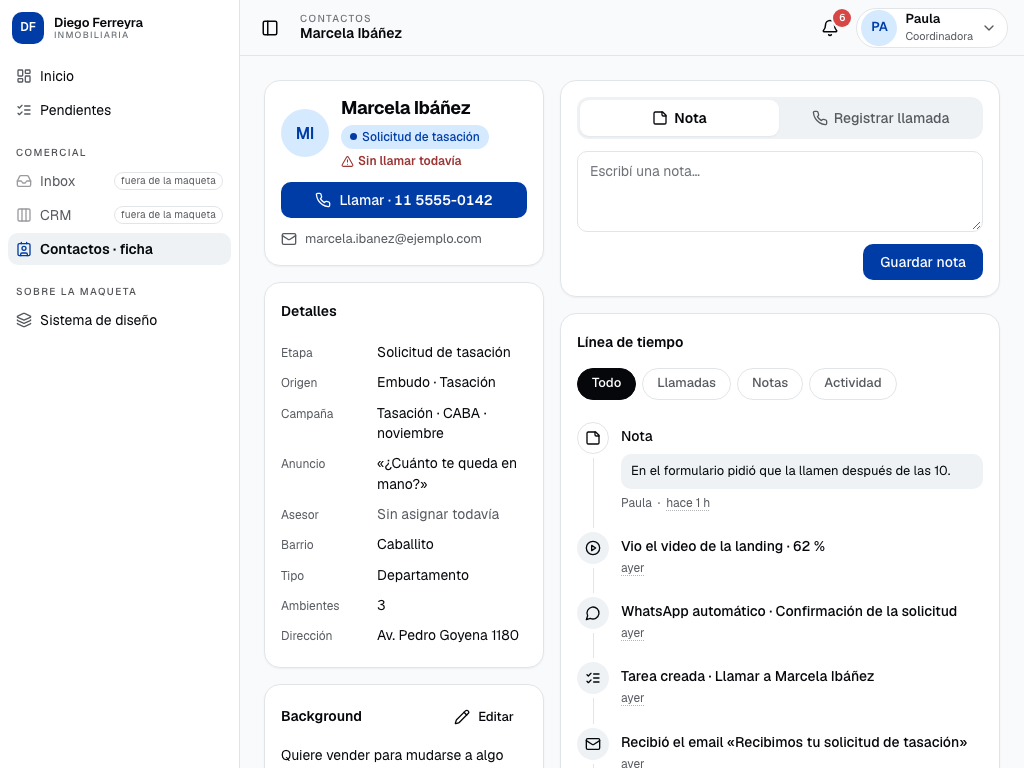 DF
Diego Ferreyra
INMOBILIARIA
Inicio
Pendientes
COMERCIAL
Inbox
fuera de la maqueta
CRM
fuera de la maqueta
Contactos · ficha
SOBRE LA MAQUETA
Sistema de diseño
CONTACTOS
Marcela Ibáñez
6
PA
Paula
Coordinadora
MI
Marcela Ibáñez
Solicitud de tasación
Sin llamar todavía
Llamar · 11 5555-0142
marcela.ibanez@ejemplo.com
Detalles
Etapa Solicitud de tasación
Origen Embudo · Tasación
Campaña Tasación · CABA ·
noviembre
Anuncio «¿Cuánto te queda en
mano?»
Asesor Sin asignar todavía
Barrio Caballito
Tipo Departamento
Ambientes 3
Dirección Av. Pedro Goyena 1180
Background
Editar
Quiere vender para mudarse a algo
Nota
Registrar llamada
Escribí una nota…
Guardar nota
Línea de tiempo
Todo
Llamadas
Notas
Actividad
Nota
En el formulario pidió que la llamen después de las 10.
Paula · hace 1 h
Vio el video de la landing · 62 %
ayer
WhatsApp automático · Confirmación de la solicitud
ayer
Tarea creada · Llamar a Marcela Ibáñez
ayer
Recibió el email «Recibimos tu solicitud de tasación»
ayer